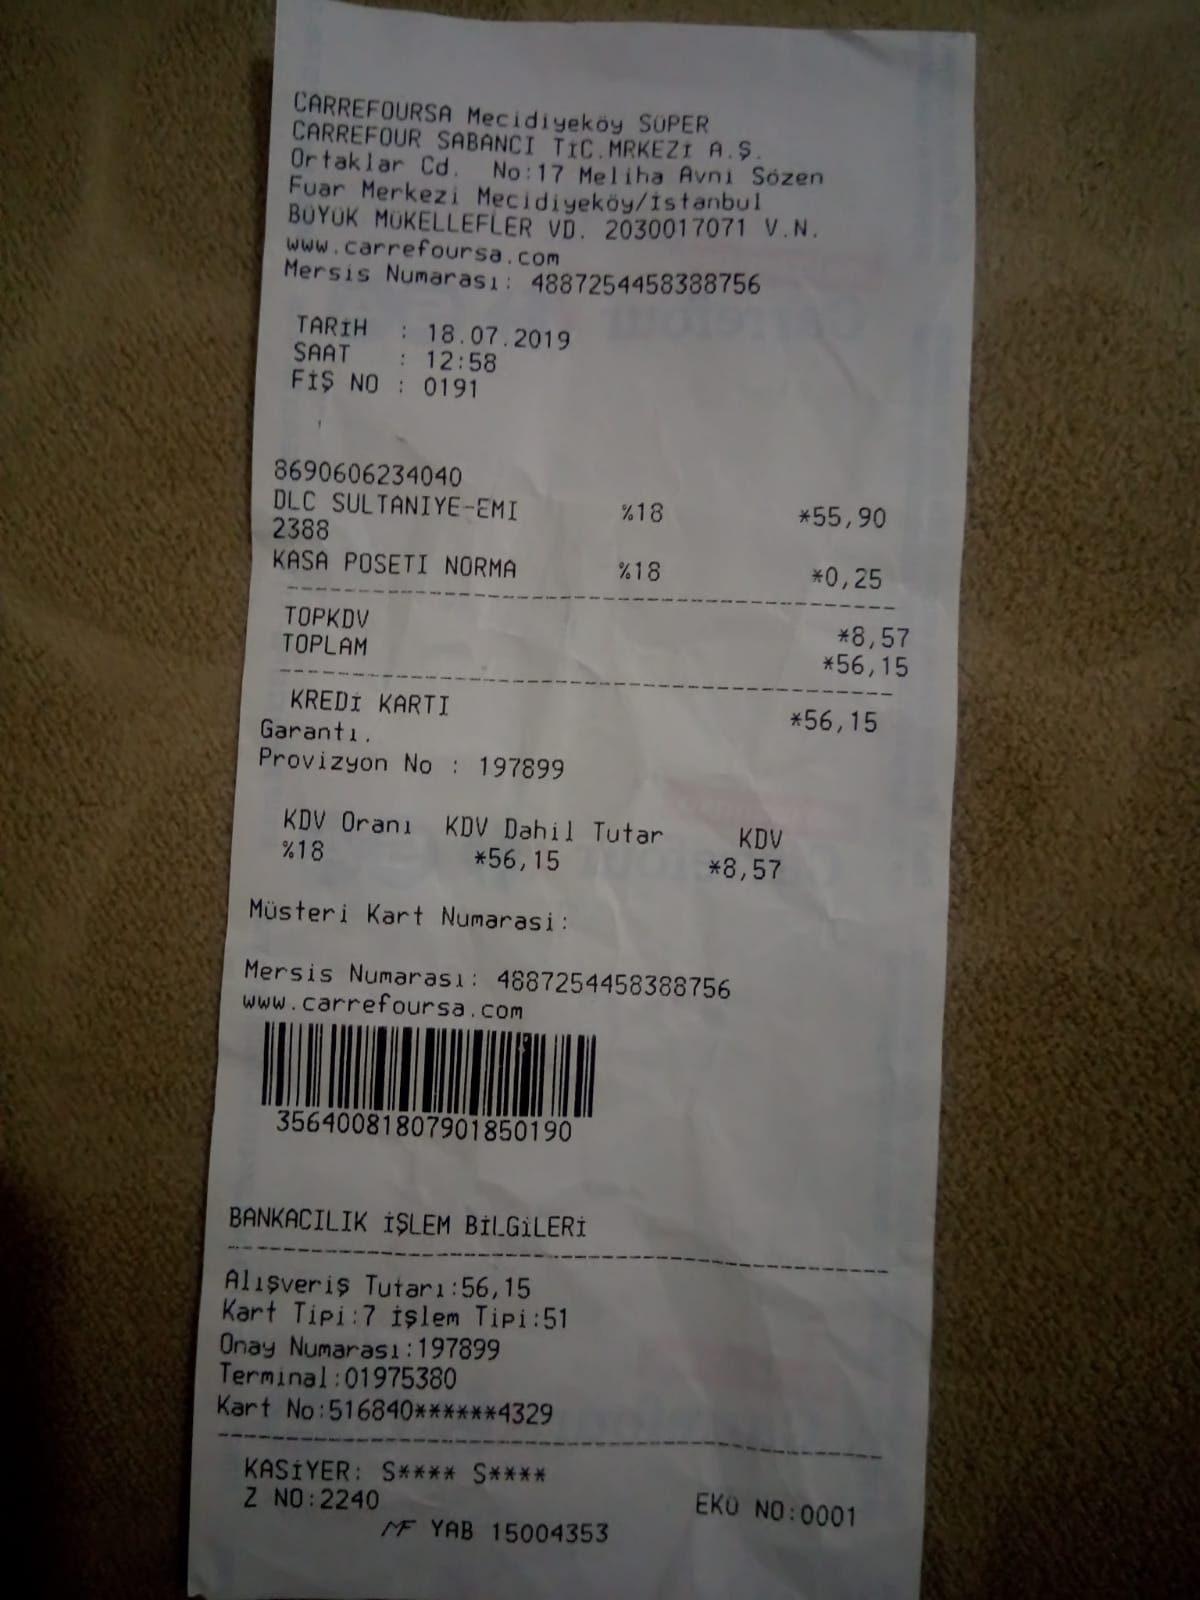 CARREFOURSA Mecidiyeköy SÜPER
CARREFOUR SABANCI TİC.MRKEZİ A.Ş.
Ortaklar Cd. No:17 Meliha Avni Sözen
Fuar Merkezi Mecidiyeköy/İstanbul
BÜYÜK MÜKELLEFLER VD. 2030017071 V.N.
www.carrefoursa.com
Mersis Numarası: 4887254458388756
TARİH : 18.07.2019
SAAT : 12:58
FİŞ NO : 0191
8690606234040
DLC SULTANIYE-EMI %18 *55,90
2388
KASA POSETI NORMA %18 *0,25
TOPKDV *8,57
TOPLAM *56,15
KREDİ KARTI *56,15
Garantı.
Provizyon No : 197899
KDV Oranı KDV Dahil Tutar KDV
%18 *56,15 *8,57
Müsteri Kart Numarasi:
Mersis Numarası: 4887254458388756
www.carrefoursa.com
35640081807901850190
BANKACILIK İŞLEM BİLGİLERİ
Alışveriş Tutarı:56,15
Kart Tipi:7 İşlem Tipi:51
Onay Numarası:197899
Terminal:01975380
Kart No:516840******4329
KASİYER: S**** S****
Z NO:2240 EKÜ NO:0001
MF YAB 15004353